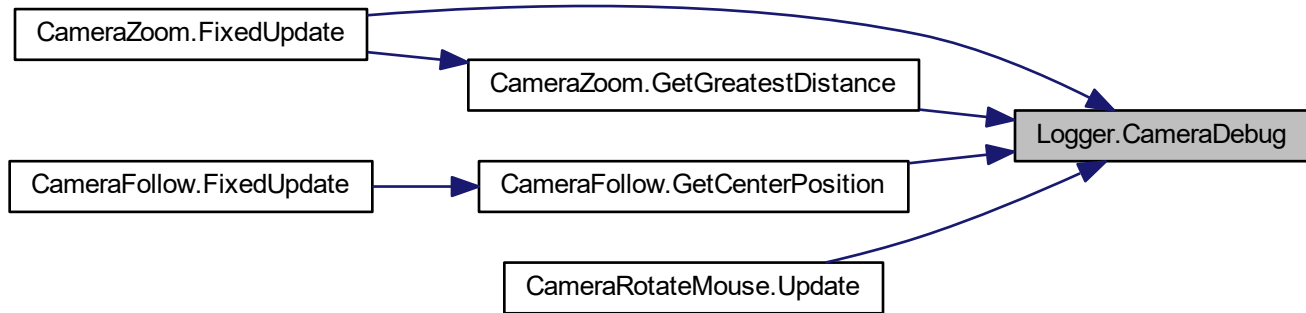 CameraZoom.FixedUpdate
CameraZoom.GetGreatestDistance
Logger.CameraDebug
CameraFollow.FixedUpdate
CameraFollow.GetCenterPosition
CameraRotateMouse.Update